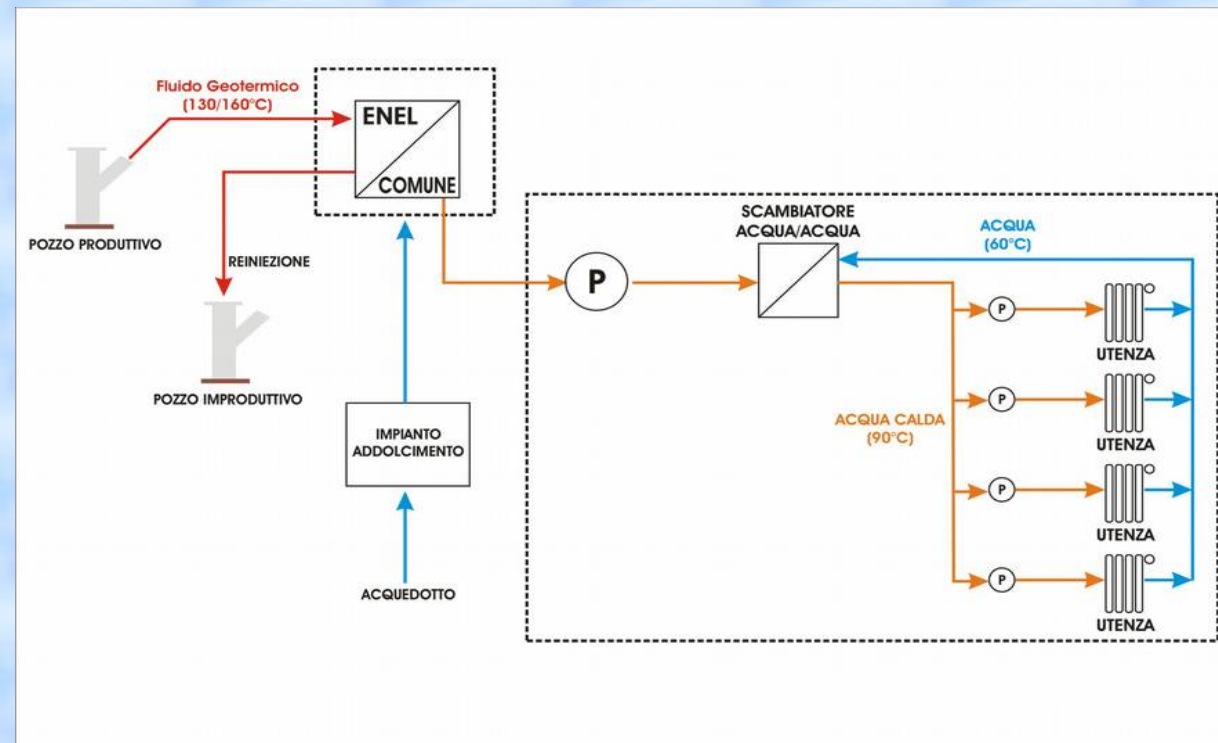 Fluido Geotermico
(130/160°C)
ENEL
COMUNE
POZZO PRODUTTIVO
REINIEZIONE
POZZO IMPRODUTTIVO
IMPIANTO
ADDOLCIMENTO
ACQUEDOTTO
P
SCAMBIATORE
ACQUA/ACQUA
ACQUA
(60°C)
ACQUA CALDA
(90°C)
P
UTENZA
P
UTENZA
P
UTENZA
P
UTENZA